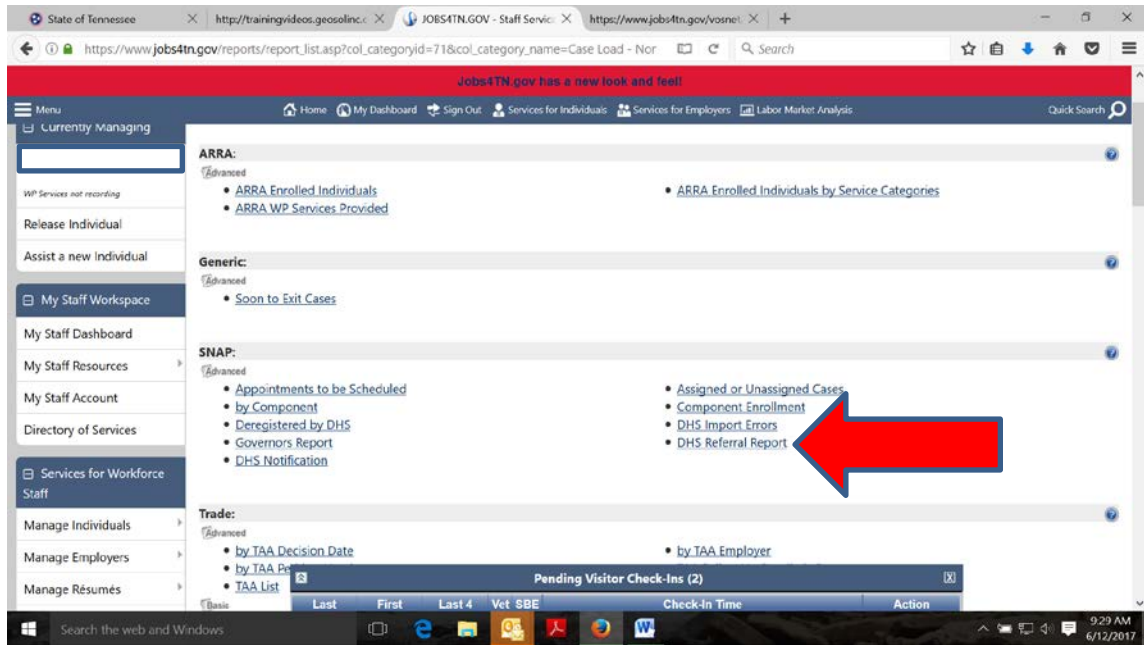 State of Tennessee
http://trainingvideos.geosolinc.c
JOBS4TN.GOV - Staff Servic
https://www.jobs4tn.gov/vosnet
https://www.jobs4tn.gov/reports/report_list.asp?col_categoryid=71&col_category_name=Case Load - Nor
Search
Jobs4TN.gov has a new look and feel!
Menu
Home My Dashboard Sign Out Services for Individuals Services for Employers Labor Market Analysis
Quick Search
Currently Managing
WP Services not recording
Release Individual
Assist a new Individual
My Staff Workspace
My Staff Dashboard
My Staff Resources
My Staff Account
Directory of Services
Services for Workforce
Staff
Manage Individuals
Manage Employers
Manage Résumés
ARRA:
Advanced
• ARRA Enrolled Individuals
• ARRA Enrolled Individuals by Service Categories
• ARRA WP Services Provided
Generic:
Advanced
• Soon to Exit Cases
SNAP:
Advanced
• Appointments to be Scheduled
• Assigned or Unassigned Cases
• by Component
• Component Enrollment
• Deregistered by DHS
• DHS Import Errors
• Governors Report
• DHS Referral Report
• DHS Notification
Trade:
Advanced
• by TAA Decision Date
• by TAA Employer
• by TAA
• TAA List
Basic
Pending Visitor Check-Ins (2)
Last First Last 4 Vet SBE Check-In Time Action
Search the web and Windows
9:29 AM
6/12/2017